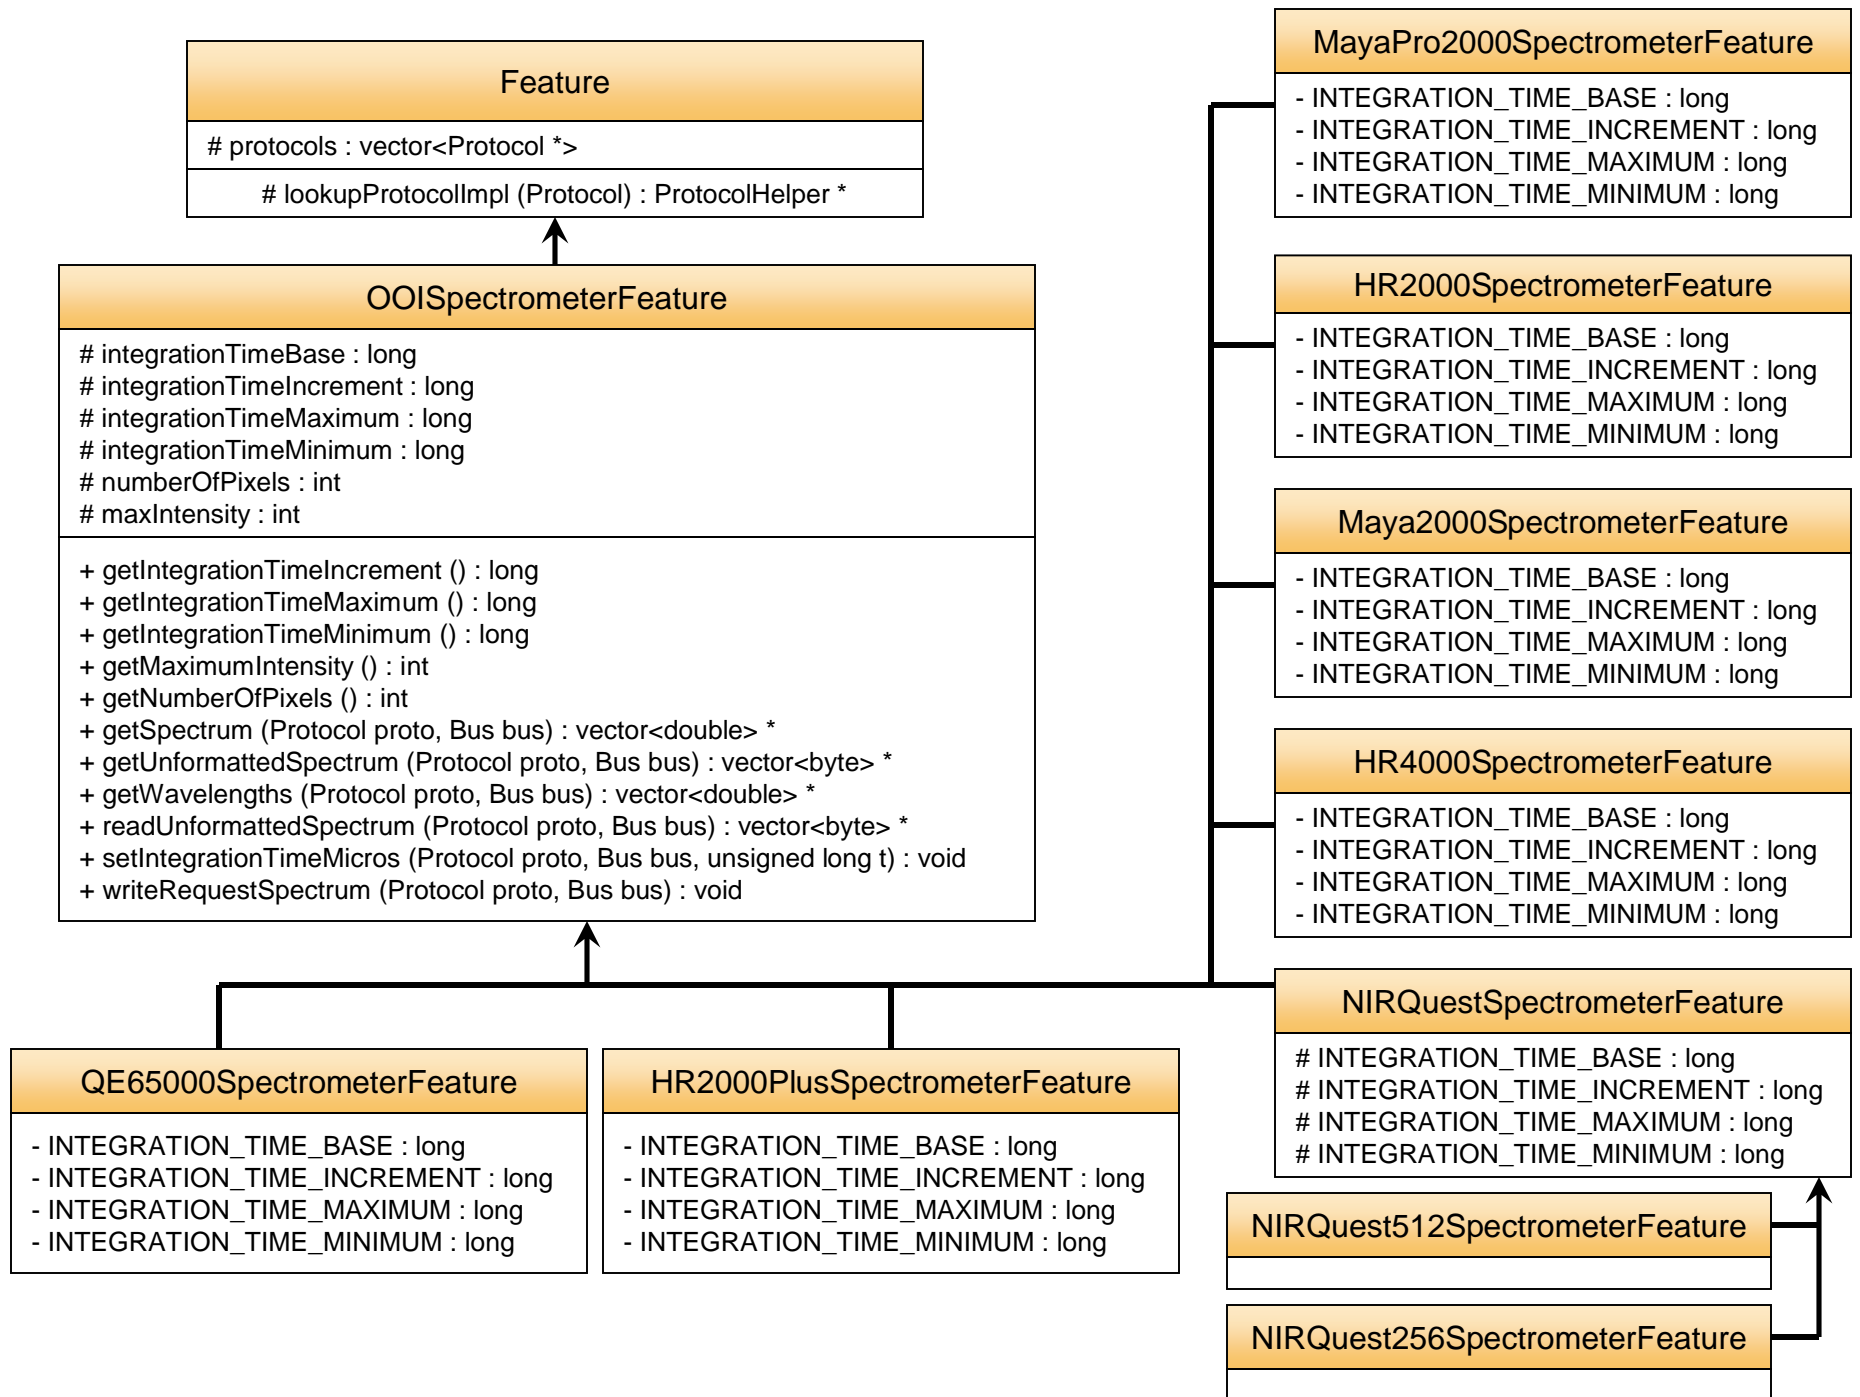 Feature
# protocols : vector<Protocol *>
# lookupProtocolImpl (Protocol) : ProtocolHelper *
OOISpectrometerFeature
# integrationTimeBase : long
# integrationTimeIncrement : long
# integrationTimeMaximum : long
# integrationTimeMinimum : long
# numberOfPixels : int
# maxIntensity : int
+ getIntegrationTimeIncrement () : long
+ getIntegrationTimeMaximum () : long
+ getIntegrationTimeMinimum () : long
+ getMaximumIntensity () : int
+ getNumberOfPixels () : int
+ getSpectrum (Protocol proto, Bus bus) : vector<double> *
+ getUnformattedSpectrum (Protocol proto, Bus bus) : vector<byte> *
+ getWavelengths (Protocol proto, Bus bus) : vector<double> *
+ readUnformattedSpectrum (Protocol proto, Bus bus) : vector<byte> *
+ setIntegrationTimeMicros (Protocol proto, Bus bus, unsigned long t) : void
+ writeRequestSpectrum (Protocol proto, Bus bus) : void
QE65000SpectrometerFeature
- INTEGRATION_TIME_BASE : long
- INTEGRATION_TIME_INCREMENT : long
- INTEGRATION_TIME_MAXIMUM : long
- INTEGRATION_TIME_MINIMUM : long
HR2000PlusSpectrometerFeature
- INTEGRATION_TIME_BASE : long
- INTEGRATION_TIME_INCREMENT : long
- INTEGRATION_TIME_MAXIMUM : long
- INTEGRATION_TIME_MINIMUM : long
MayaPro2000SpectrometerFeature
- INTEGRATION_TIME_BASE : long
- INTEGRATION_TIME_INCREMENT : long
- INTEGRATION_TIME_MAXIMUM : long
- INTEGRATION_TIME_MINIMUM : long
HR2000SpectrometerFeature
- INTEGRATION_TIME_BASE : long
- INTEGRATION_TIME_INCREMENT : long
- INTEGRATION_TIME_MAXIMUM : long
- INTEGRATION_TIME_MINIMUM : long
Maya2000SpectrometerFeature
- INTEGRATION_TIME_BASE : long
- INTEGRATION_TIME_INCREMENT : long
- INTEGRATION_TIME_MAXIMUM : long
- INTEGRATION_TIME_MINIMUM : long
HR4000SpectrometerFeature
- INTEGRATION_TIME_BASE : long
- INTEGRATION_TIME_INCREMENT : long
- INTEGRATION_TIME_MAXIMUM : long
- INTEGRATION_TIME_MINIMUM : long
NIRQuestSpectrometerFeature
# INTEGRATION_TIME_BASE : long
# INTEGRATION_TIME_INCREMENT : long
# INTEGRATION_TIME_MAXIMUM : long
# INTEGRATION_TIME_MINIMUM : long
NIRQuest512SpectrometerFeature
NIRQuest256SpectrometerFeature